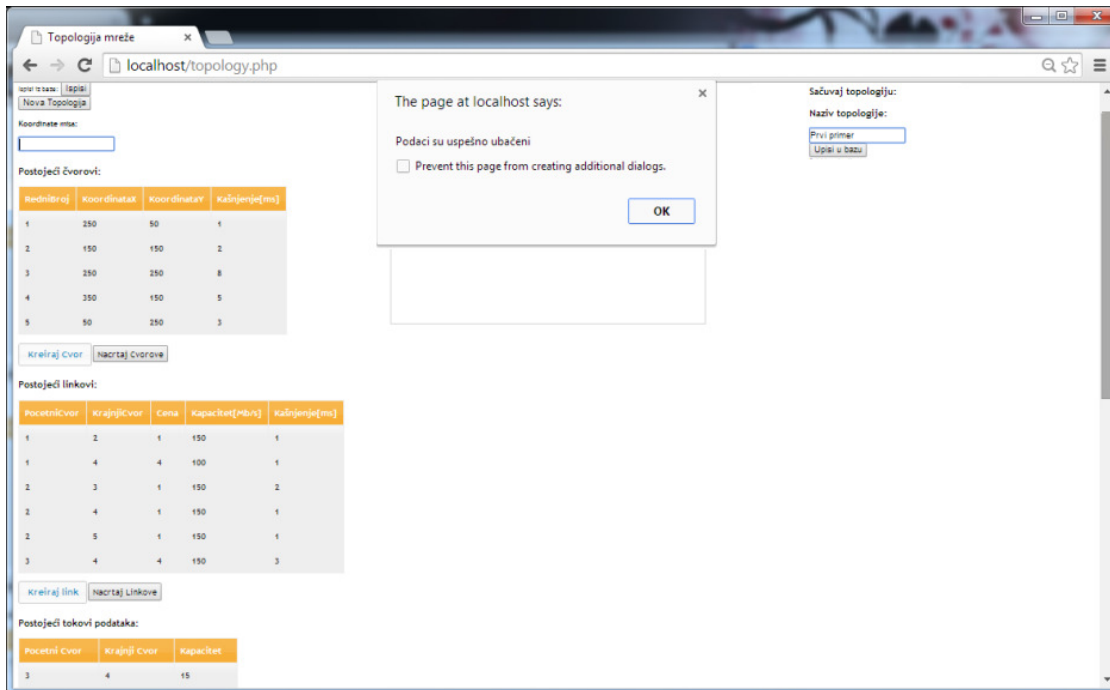 Topologija mreže
localhost/topology.php
Ispisi iz baze: Ispisi
Nova Topologija
Koordinate misa:
Postojeći čvorovi:
RedniBroj KoordinataX KoordinataY Kašnjenje[ms]
1 250 50 1
2 150 150 2
3 250 250 8
4 350 150 5
5 50 250 3
Kreiraj Cvor Nacrtaj Cvorove
Postojeći linkovi:
PocetniCvor KrajnjiCvor Cena Kapacitet[Mb/s] Kašnjenje[ms]
1 2 1 150 1
1 4 4 100 1
2 3 1 150 2
2 4 1 150 1
2 5 1 150 1
3 4 4 150 3
Kreiraj link Nacrtaj Linkove
Postojeći tokovi podataka:
Pocetni Cvor Krajnji Cvor Kapacitet
3 4 15
The page at localhost says:
Podaci su uspešno ubačeni
Prevent this page from creating additional dialogs.
OK
Sačuvaj topologiju:
Naziv topologije:
Prvi primer
Upisi u bazu